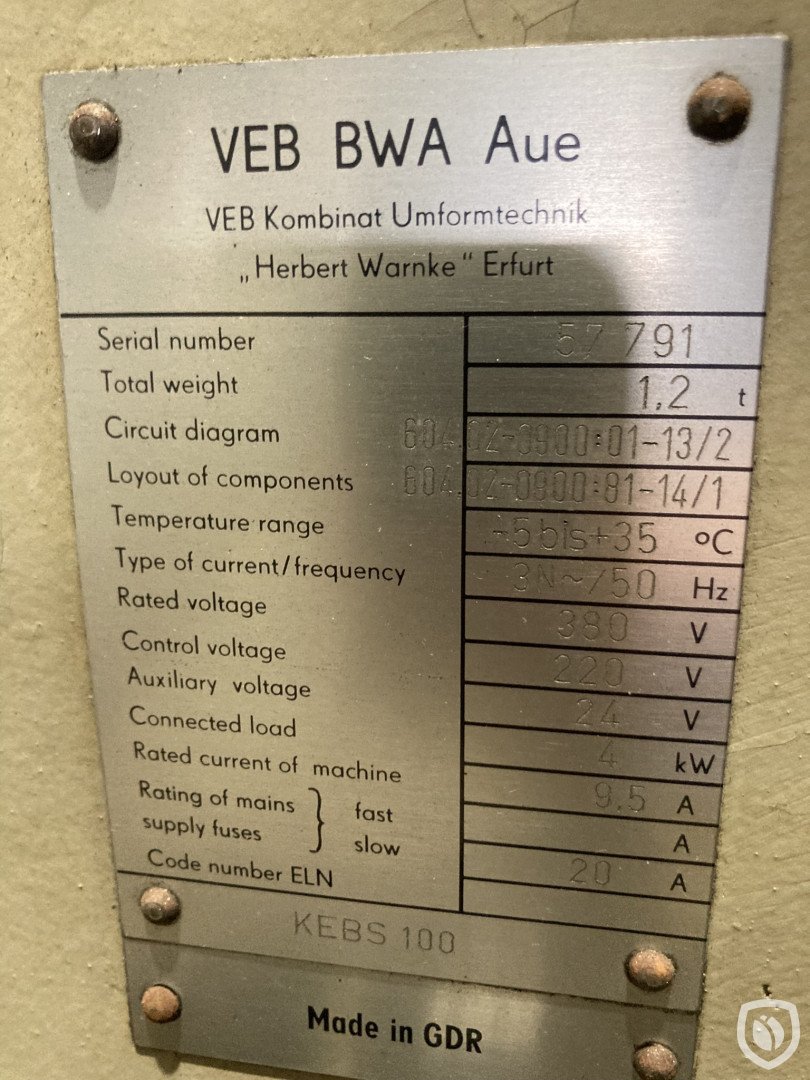 VEB BWA Aue
VEB Kombinat Umformtechnik
„Herbert Warnke“ Erfurt
Serial number 57 791
Total weight 1,2 t
Circuit diagram 604.02-0900:01-13/2
Loyout of components 604.02-0900:81-14/1
Temperature range +5 bis+35 °C
Type of current/frequency 3N~/50 Hz
Rated voltage 380 V
Control voltage 220 V
Auxiliary voltage 24 V
Connected load 4 kW
Rated current of machine 9,5 A
Rating of mains supply fuses } fast A
slow 20 A
Code number ELN
KEBS 100
Made in GDR